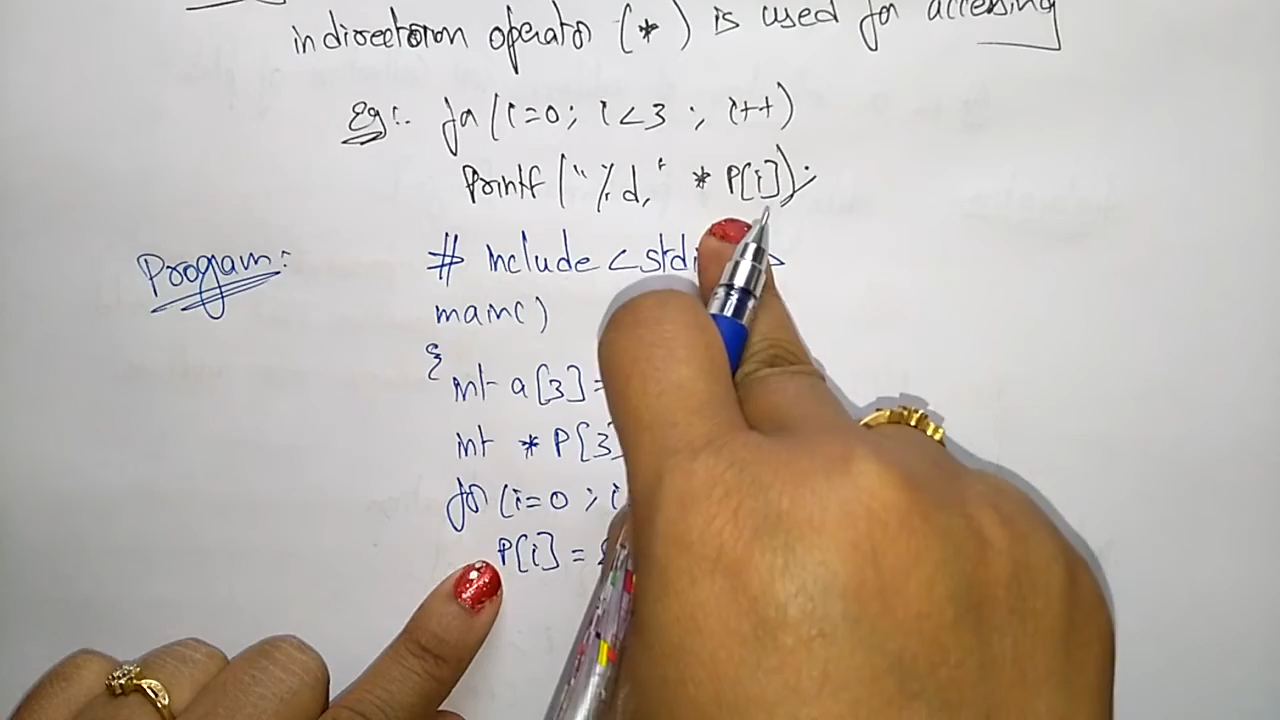 indirection operator (*) is used for accessing
Eg:. for (i=0; i<3 ; i++)
Printf ("%d," * P[i]);
Program:
# include <stdi >
main()
{
int a[3] =
int * P[3]
for (i=0 ; i
P[i] = &